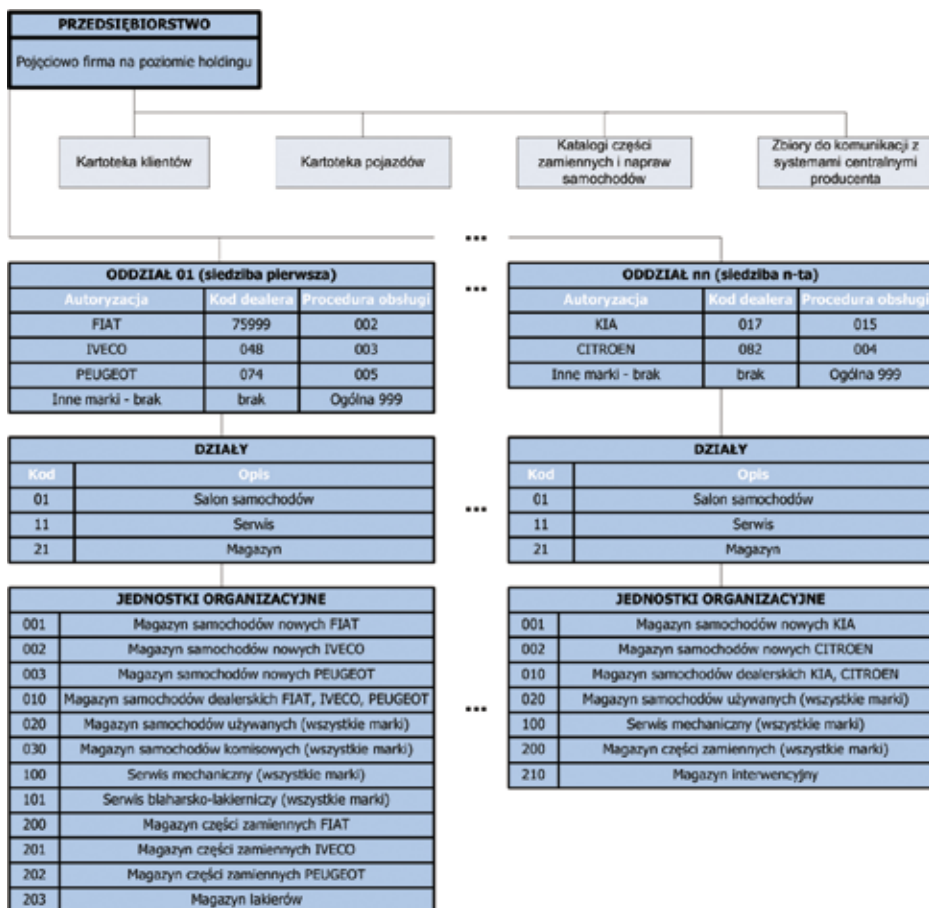 PRZEDSIĘBIORSTWO
Pojęciowo firma na poziomie holdingu
Kartoteka klientów
Kartoteka pojazdów
Katalogi części
zamiennych i napraw
samochodów
Zbiory do komunikacji z
systemami centralnymi
producenta
...
ODDZIAŁ 01 (siedziba pierwsza)
Autoryzacja Kod dealera Procedura obsługi
FIAT 75999 002
IVECO 048 003
PEUGEOT 074 005
Inne marki - brak brak Ogólna 999
...
ODDZIAŁ nn (siedziba n-ta)
Autoryzacja Kod dealera Procedura obsługi
KIA 017 015
CITROEN 082 004
Inne marki - brak brak Ogólna 999
DZIAŁY
Kod Opis
01 Salon samochodów
11 Serwis
21 Magazyn
...
DZIAŁY
Kod Opis
01 Salon samochodów
11 Serwis
21 Magazyn
JEDNOSTKI ORGANIZACYJNE
001 Magazyn samochodów nowych FIAT
002 Magazyn samochodów nowych IVECO
003 Magazyn samochodów nowych PEUGEOT
010 Magazyn samochodów dealerskich FIAT, IVECO, PEUGEOT
020 Magazyn samochodów używanych (wszystkie marki)
030 Magazyn samochodów komisowych (wszystkie marki)
100 Serwis mechaniczny (wszystkie marki)
101 Serwis blaharsko-lakierniczy (wszystkie marki)
200 Magazyn części zamiennych FIAT
201 Magazyn części zamiennych IVECO
202 Magazyn części zamiennych PEUGEOT
203 Magazyn lakierów
...
JEDNOSTKI ORGANIZACYJNE
001 Magazyn samochodów nowych KIA
002 Magazyn samochodów nowych CITROEN
010 Magazyn samochodów dealerskich KIA, CITROEN
020 Magazyn samochodów używanych (wszystkie marki)
100 Serwis mechaniczny (wszystkie marki)
200 Magazyn części zamiennych (wszystkie marki)
210 Magazyn interwencyjny